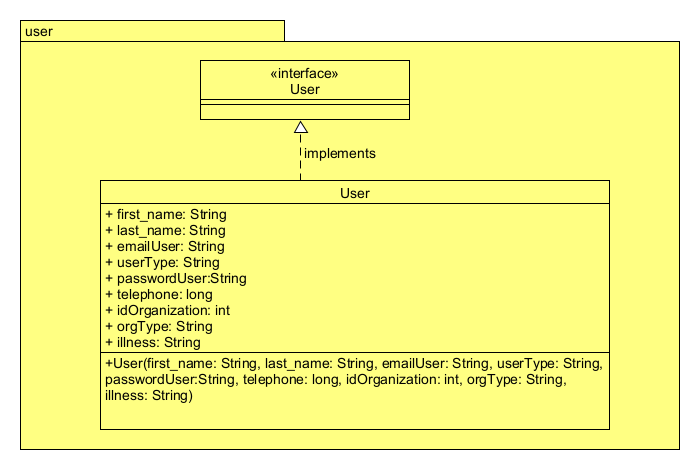 user
«interface»
User
implements
User
+ first_name: String
+ last_name: String
+ emailUser: String
+ userType: String
+ passwordUser:String
+ telephone: long
+ idOrganization: int
+ orgType: String
+ illness: String
+User(first_name: String, last_name: String, emailUser: String, userType: String,
passwordUser:String, telephone: long, idOrganization: int, orgType: String,
illness: String)